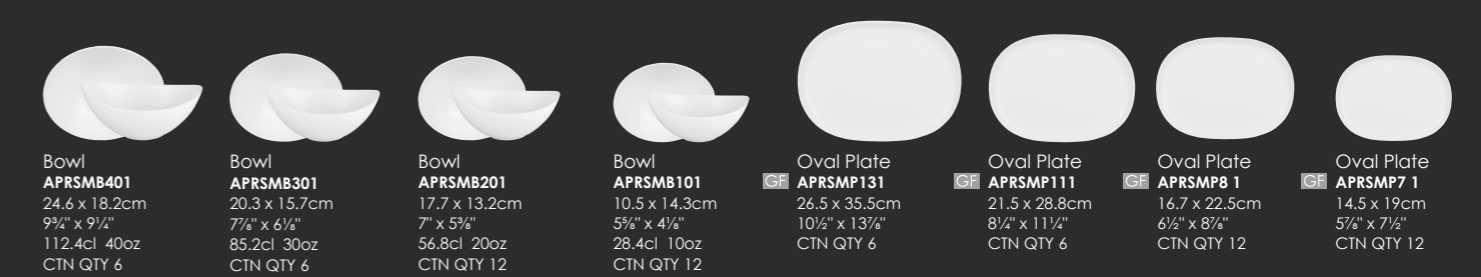 Bowl
APRSMB401
24.6 x 18.2cm
9¾" x 9¼"
112.4cl 40oz
CTN QTY 6
Bowl
APRSMB301
20.3 x 15.7cm
7⅞" x 6⅛"
85.2cl 30oz
CTN QTY 6
Bowl
APRSMB201
17.7 x 13.2cm
7" x 5⅜"
56.8cl 20oz
CTN QTY 12
Bowl
APRSMB101
10.5 x 14.3cm
5⅝" x 4⅛"
28.4cl 10oz
CTN QTY 12
Oval Plate
GF APRSMP131
26.5 x 35.5cm
10½" x 13⅞"
CTN QTY 6
Oval Plate
GF APRSMP111
21.5 x 28.8cm
8¼" x 11¼"
CTN QTY 6
Oval Plate
GF APRSMP8 1
16.7 x 22.5cm
6½" x 8⅞"
CTN QTY 12
Oval Plate
GF APRSMP7 1
14.5 x 19cm
5⅞" x 7½"
CTN QTY 12